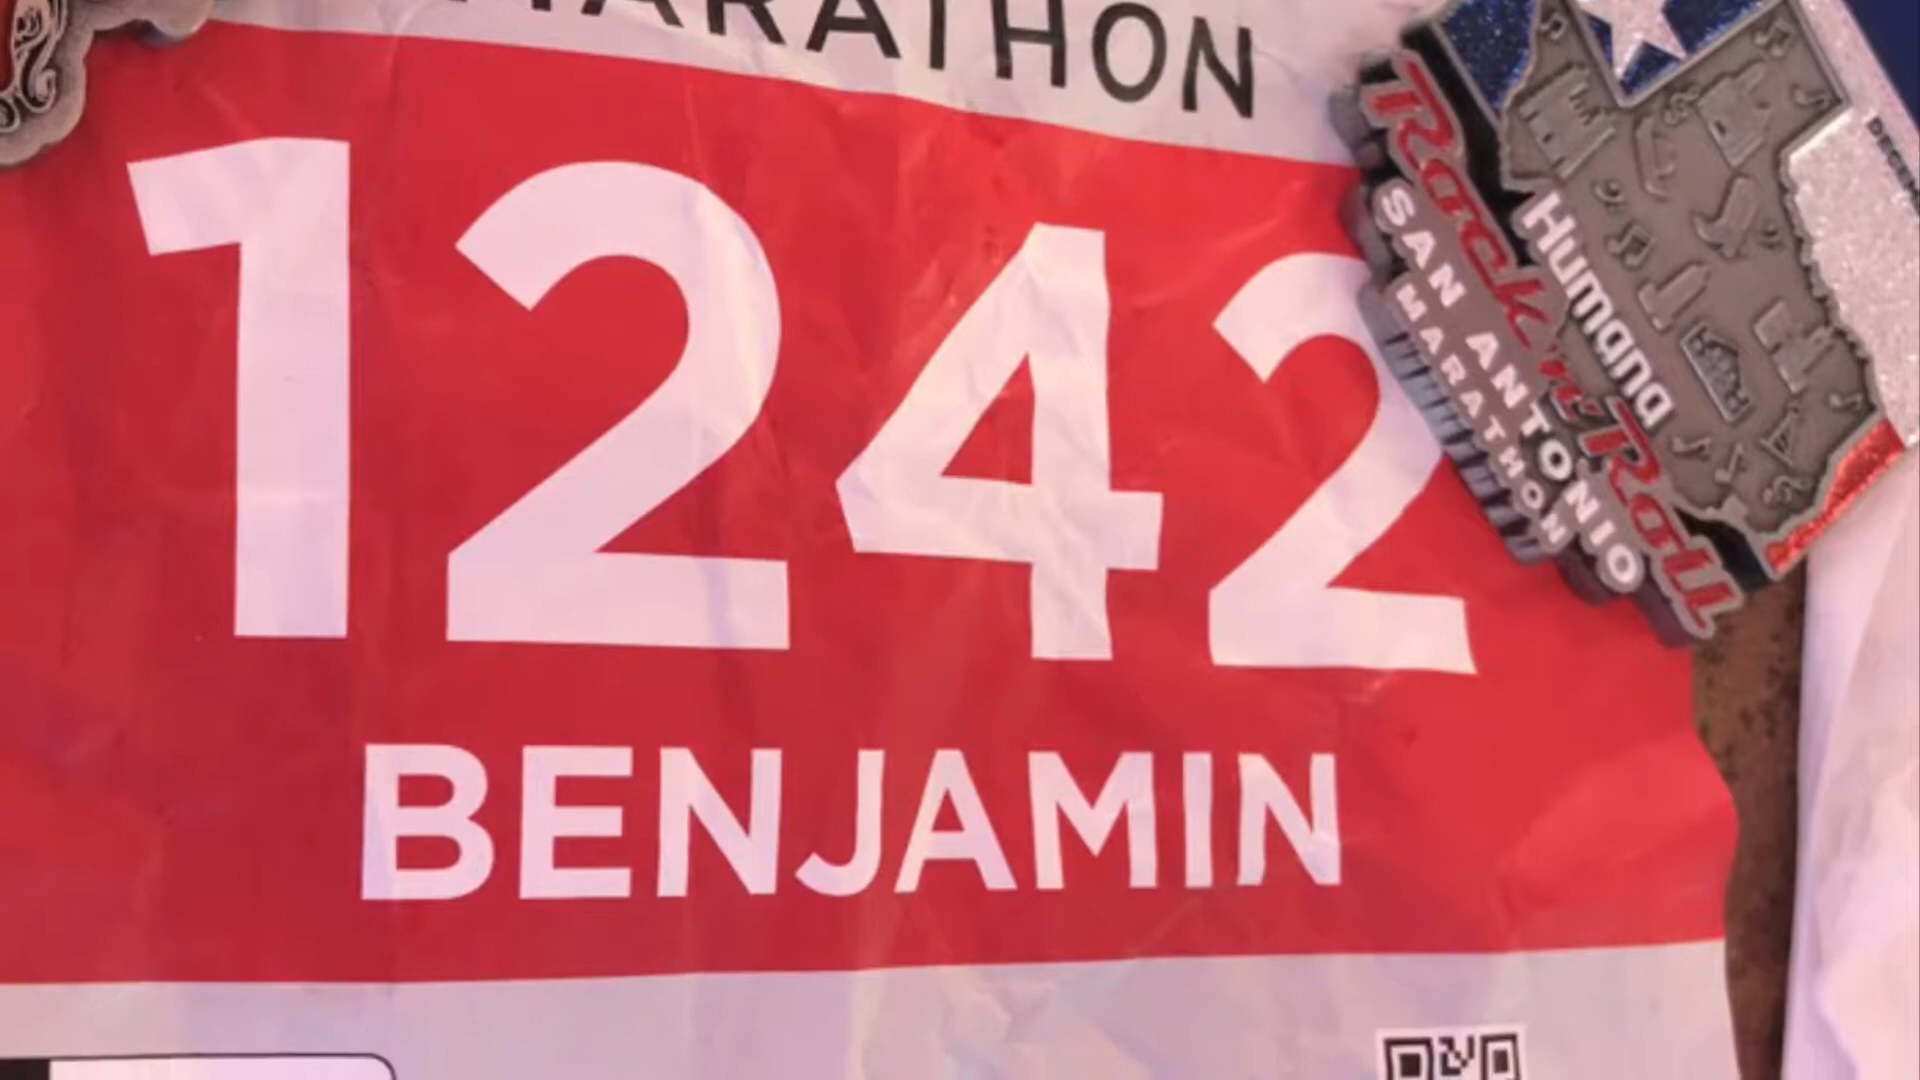 MARATHON
1242
BENJAMIN
Rock 'n' Roll
Humana
SAN ANTONIO
MARATHON